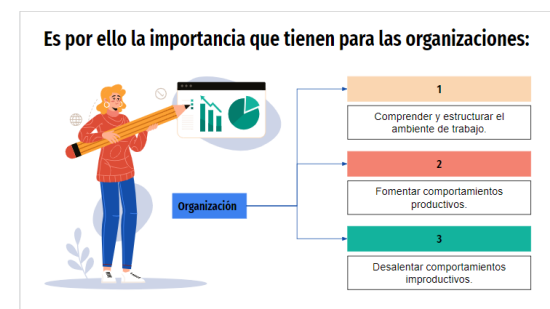 Es por ello la importancia que tienen para las organizaciones:
Organización
1
Comprender y estructurar el
ambiente de trabajo.
2
Fomentar comportamientos
productivos.
3
Desalentar comportamientos
improductivos.